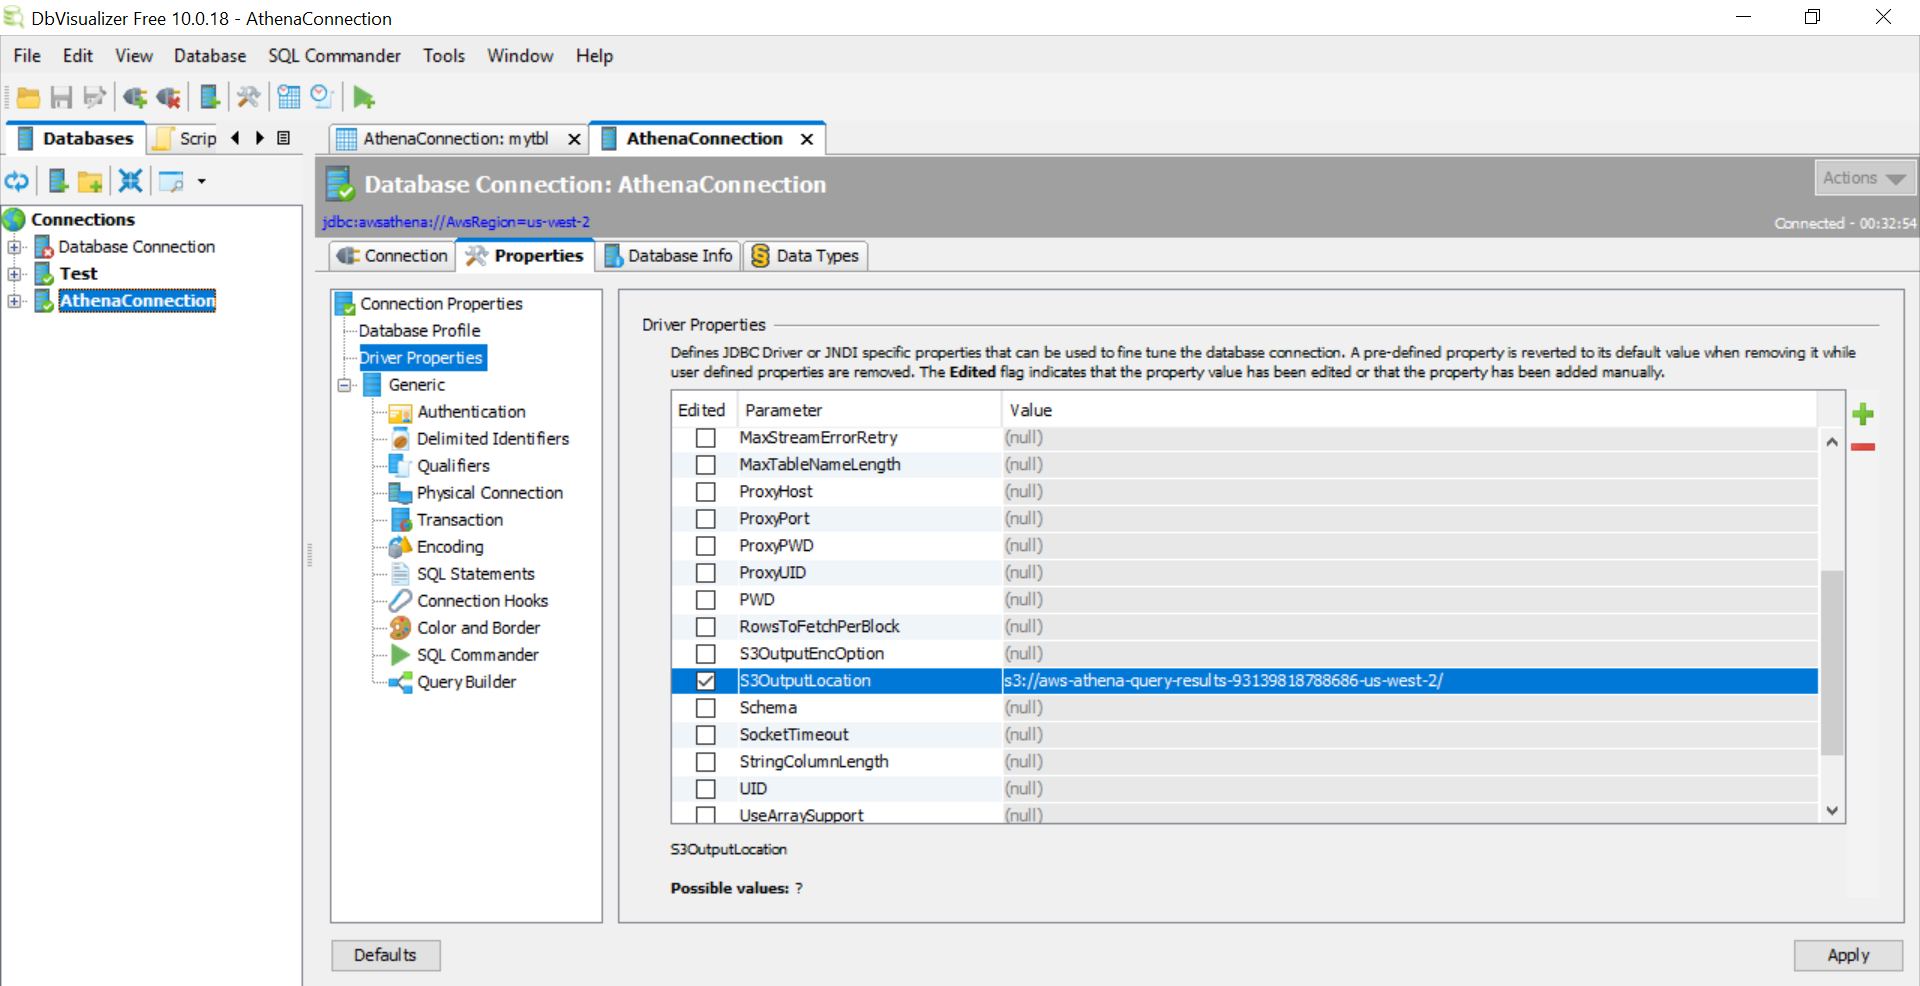 DbVisualizer Free 10.0.18 - AthenaConnection
File Edit View Database SQL Commander Tools Window Help
Databases Scrip AthenaConnection: mytbl AthenaConnection
Database Connection: AthenaConnection Actions
jdbc:awsathena://AwsRegion=us-west-2 Connected - 00:32:54
Connection Properties Database Info Data Types
Connections
Database Connection
Test
AthenaConnection
Connection Properties
Database Profile
Driver Properties
Generic
Authentication
Delimited Identifiers
Qualifiers
Physical Connection
Transaction
Encoding
SQL Statements
Connection Hooks
Color and Border
SQL Commander
Query Builder
Driver Properties
Defines JDBC Driver or JNDI specific properties that can be used to fine tune the database connection. A pre-defined property is reverted to its default value when removing it while
user defined properties are removed. The Edited flag indicates that the property value has been edited or that the property has been added manually.
Edited Parameter Value
MaxStreamErrorRetry (null)
MaxTableNameLength (null)
ProxyHost (null)
ProxyPort (null)
ProxyPWD (null)
ProxyUID (null)
PWD (null)
RowsToFetchPerBlock (null)
S3OutputEncOption (null)
S3OutputLocation s3://aws-athena-query-results-93139818788686-us-west-2/
Schema (null)
SocketTimeout (null)
StringColumnLength (null)
UID (null)
UseArraySupport (null)
S3OutputLocation
Possible values: ?
Defaults Apply